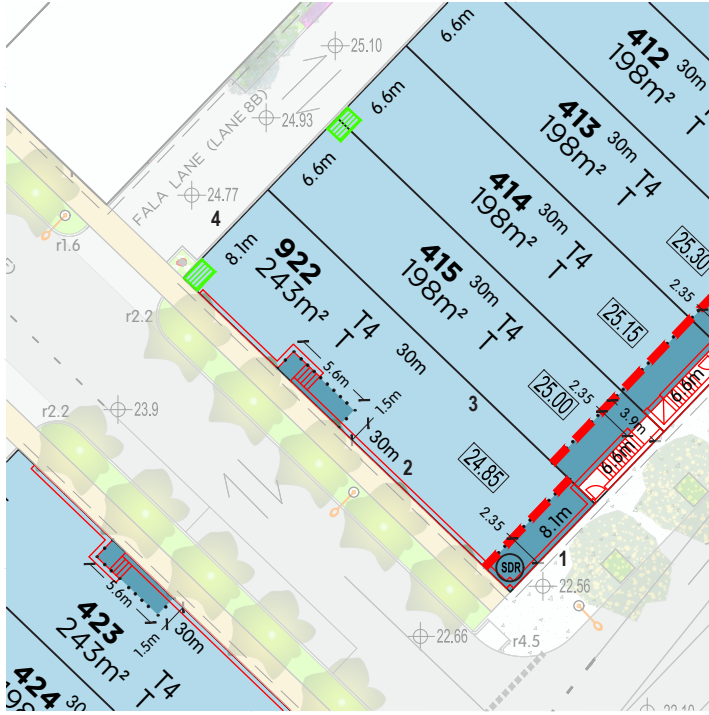 25.10
24.93
24.77
FALA LANE (LANE 8B)
4
r1.6
r2.2
r2.2
23.9
6.6m
6.6m
6.6m
8.1m
412
30m
198m²
T
413
30m
198m²
T4
T
414
30m
198m²
T4
T
415
30m
198m²
T4
T
922
243m²
T4
T
30m
5.6m
1.5m
30m
2
3
25.30
25.15
25.00
24.85
2.35
2.35
2.35
3.9m
6.6m
6.6m
8.1m
SDR
1
22.56
22.66
r4.5
423
243m²
T4
T
5.6m
1.5m
30m
424
30